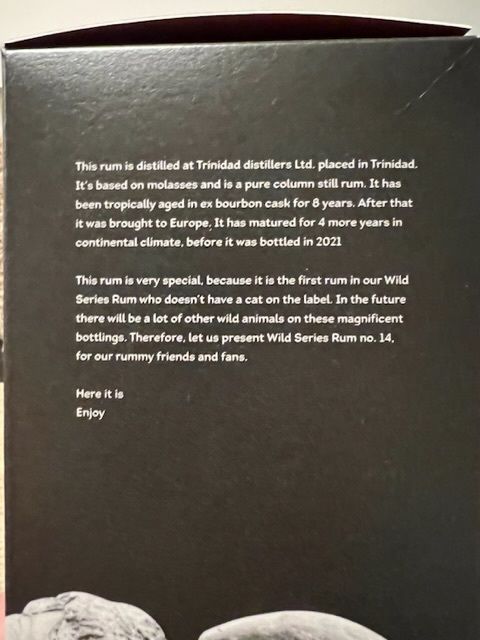 This rum is distilled at Trinidad distillers Ltd. placed in Trinidad.
It's based on molasses and is a pure column still rum. It has
been tropically aged in ex bourbon cask for 8 years. After that
it was brought to Europe. It has matured for 4 more years in
continental climate, before it was bottled in 2021
This rum is very special, because it is the first rum in our Wild
Series Rum who doesn't have a cat on the label. In the future
there will be a lot of other wild animals on these magnificent
bottlings. Therefore, let us present Wild Series Rum no. 14,
for our rummy friends and fans.
Here it is
Enjoy